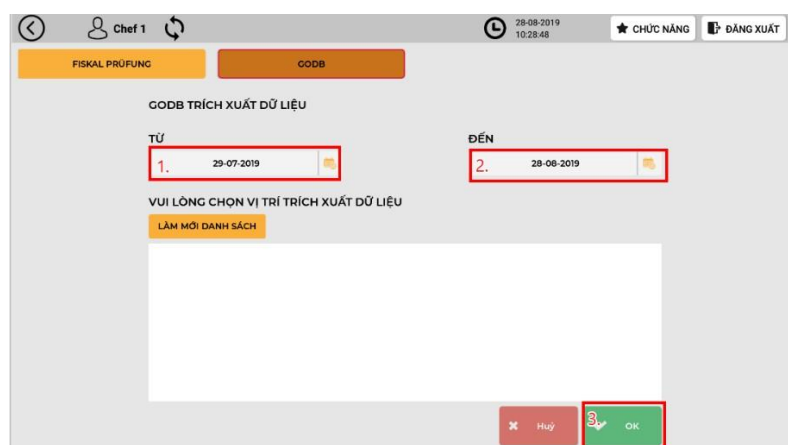 Chef 1
28-08-2019
10:28:48
CHỨC NĂNG
ĐĂNG XUẤT
FISKAL PRÜFUNG
GODB
GODB TRÍCH XUẤT DỮ LIỆU
TỪ
ĐẾN
1. 29-07-2019
2. 28-08-2019
VUI LÒNG CHỌN VỊ TRÍ TRÍCH XUẤT DỮ LIỆU
LÀM MỚI DANH SÁCH
Huỷ
3. OK